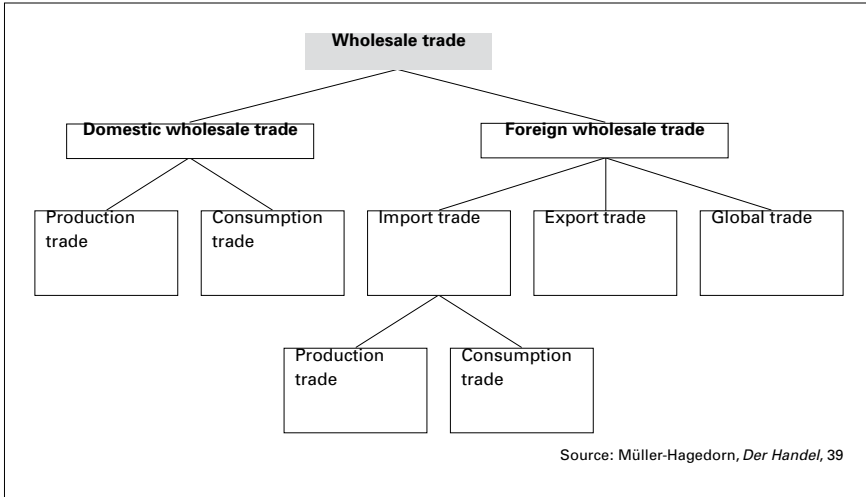 Wholesale trade
Domestic wholesale trade
Foreign wholesale trade
Production
trade
Consumption
trade
Import trade
Export trade
Global trade
Production
trade
Consumption
trade
Source: Müller-Hagedorn, Der Handel, 39